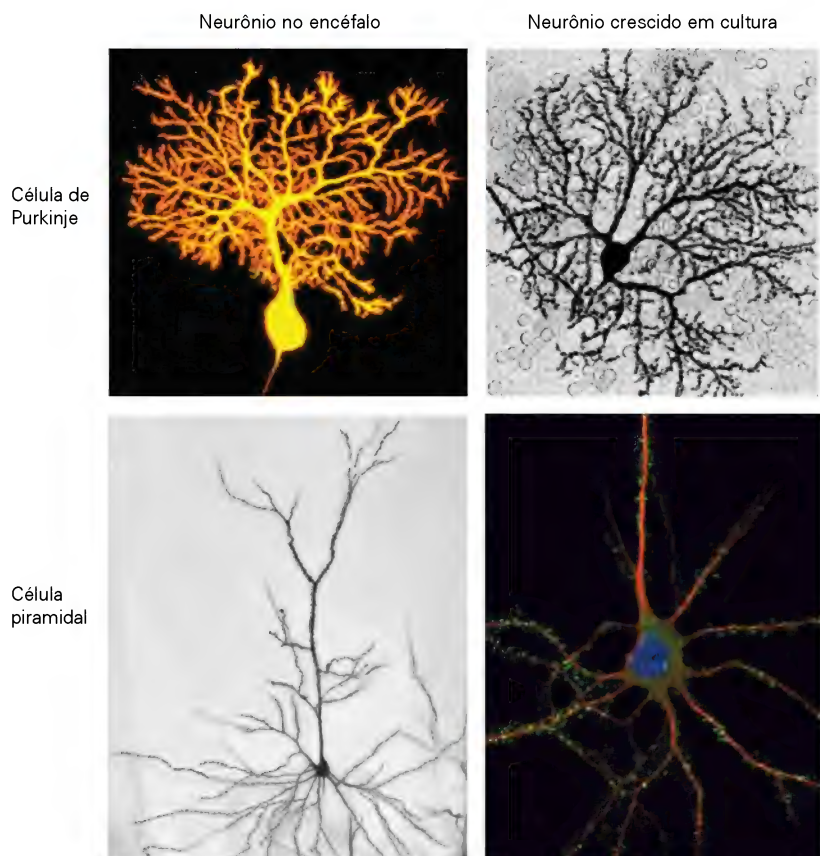 Neurônio no encéfalo
Neurônio crescido em cultura
Célula de
Purkinje
Célula
piramidal